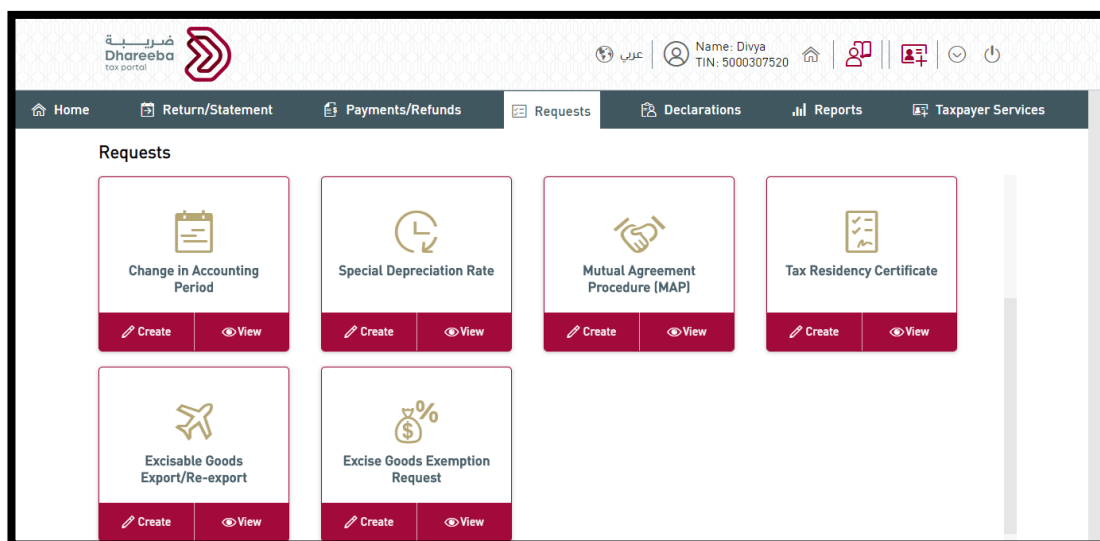 ضريبة
Dhareeba
tax portal
عربي
Name: Divya
TIN: 5000307520
Home
Return/Statement
Payments/Refunds
Requests
Declarations
Reports
Taxpayer Services
Requests
Change in Accounting
Period
Create
View
Special Depreciation Rate
Create
View
Mutual Agreement
Procedure (MAP)
Create
View
Tax Residency Certificate
Create
View
Excisable Goods
Export/Re-export
Create
View
%
$
Excise Goods Exemption
Request
Create
View